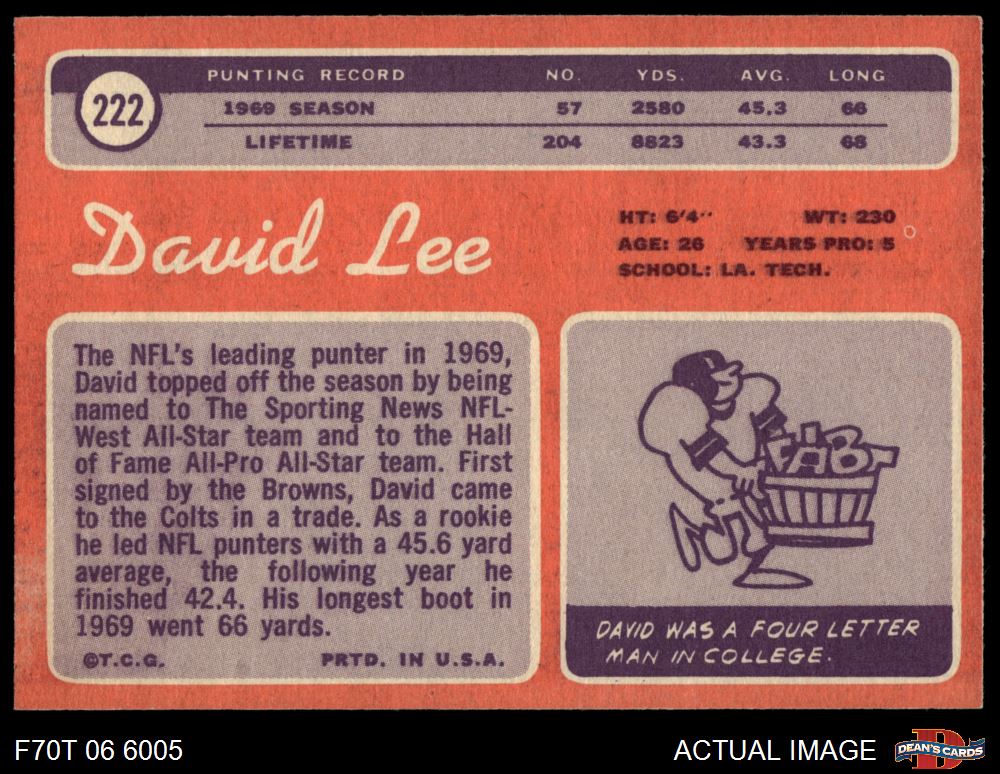 222
PUNTING RECORD NO. YDS. AVG. LONG
1969 SEASON 57 2580 45.3 66
LIFETIME 204 8823 43.3 68
David Lee
HT: 6'4" WT: 230
AGE: 26 YEARS PRO: 5
SCHOOL: LA. TECH.
The NFL's leading punter in 1969,
David topped off the season by being
named to The Sporting News NFL-
West All-Star team and to the Hall
of Fame All-Pro All-Star team. First
signed by the Browns, David came
to the Colts in a trade. As a rookie
he led NFL punters with a 45.6 yard
average, the following year he
finished 42.4. His longest boot in
1969 went 66 yards.
©T.C.G. PRTD. IN U.S.A.
DAVID WAS A FOUR LETTER
MAN IN COLLEGE.
F70T 06 6005
ACTUAL IMAGE
DEAN'S CARDS